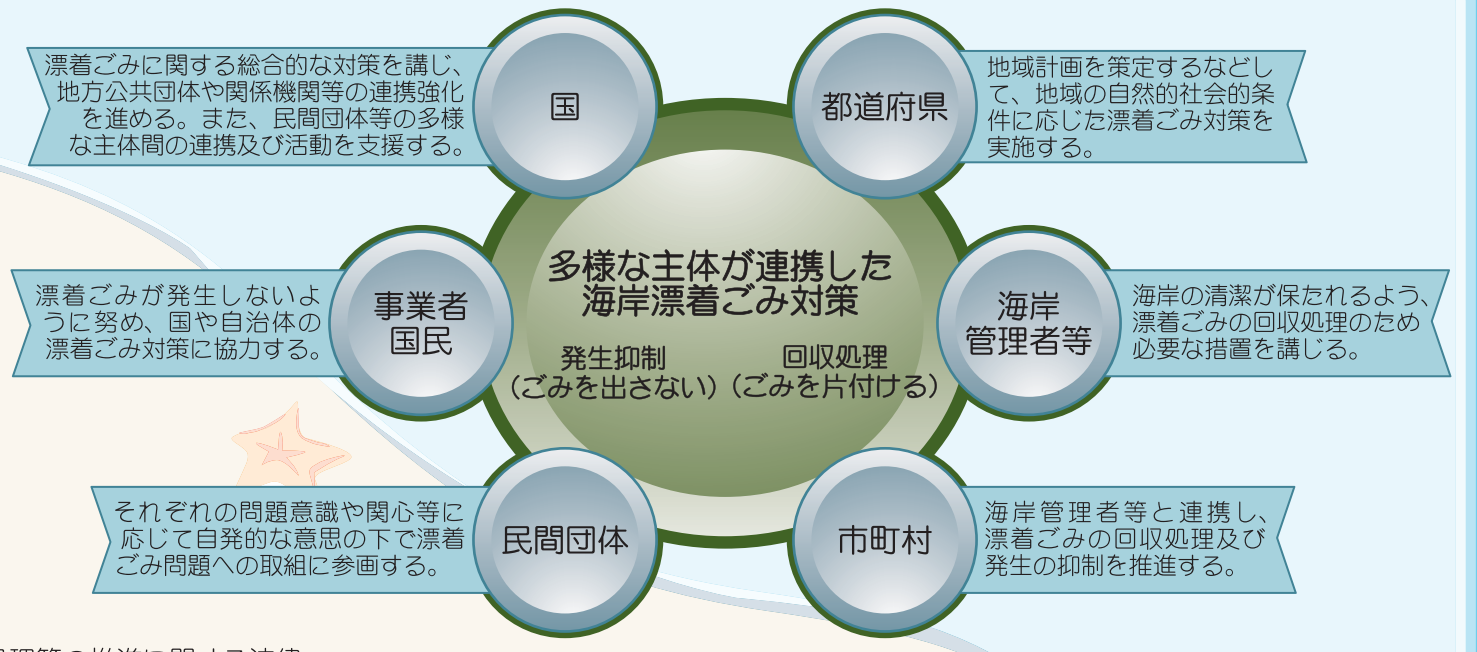 漂着ごみに関する総合的な対策を講じ、
地方公共団体や関係機関等の連携強化
を進める。また、民間団体等の多様
な主体間の連携及び活動を支援する。
国
都道府県
地域計画を策定するなどし
て、地域の自然的社会的条
件に応じた漂着ごみ対策を
実施する。
多様な主体が連携した
海岸漂着ごみ対策
発生抑制
(ごみを出さない)
回収処理
(ごみを片付ける)
漂着ごみが発生しないよ
うに努め、国や自治体の
漂着ごみ対策に協力する。
事業者
国民
海岸
管理者等
海岸の清潔が保たれるよう、
漂着ごみの回収処理のため
必要な措置を講じる。
それぞれの問題意識や関心等に
応じて自発的な意思の下で漂着
ごみ問題への取組に参画する。
民間団体
市町村
海岸管理者等と連携し、
漂着ごみの回収処理及び
発生の抑制を推進する。
理等の推進に関する法律